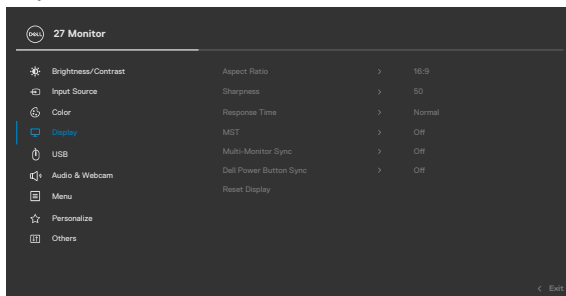 DELL 27 Monitor
Brightness/Contrast Aspect Ratio > 16:9
Input Source Sharpness > 50
Color Response Time > Normal
Display MST > Off
USB Multi-Monitor Sync > Off
Audio & Webcam Dell Power Button Sync > Off
Menu Reset Display
Personalize
Others
< Exit